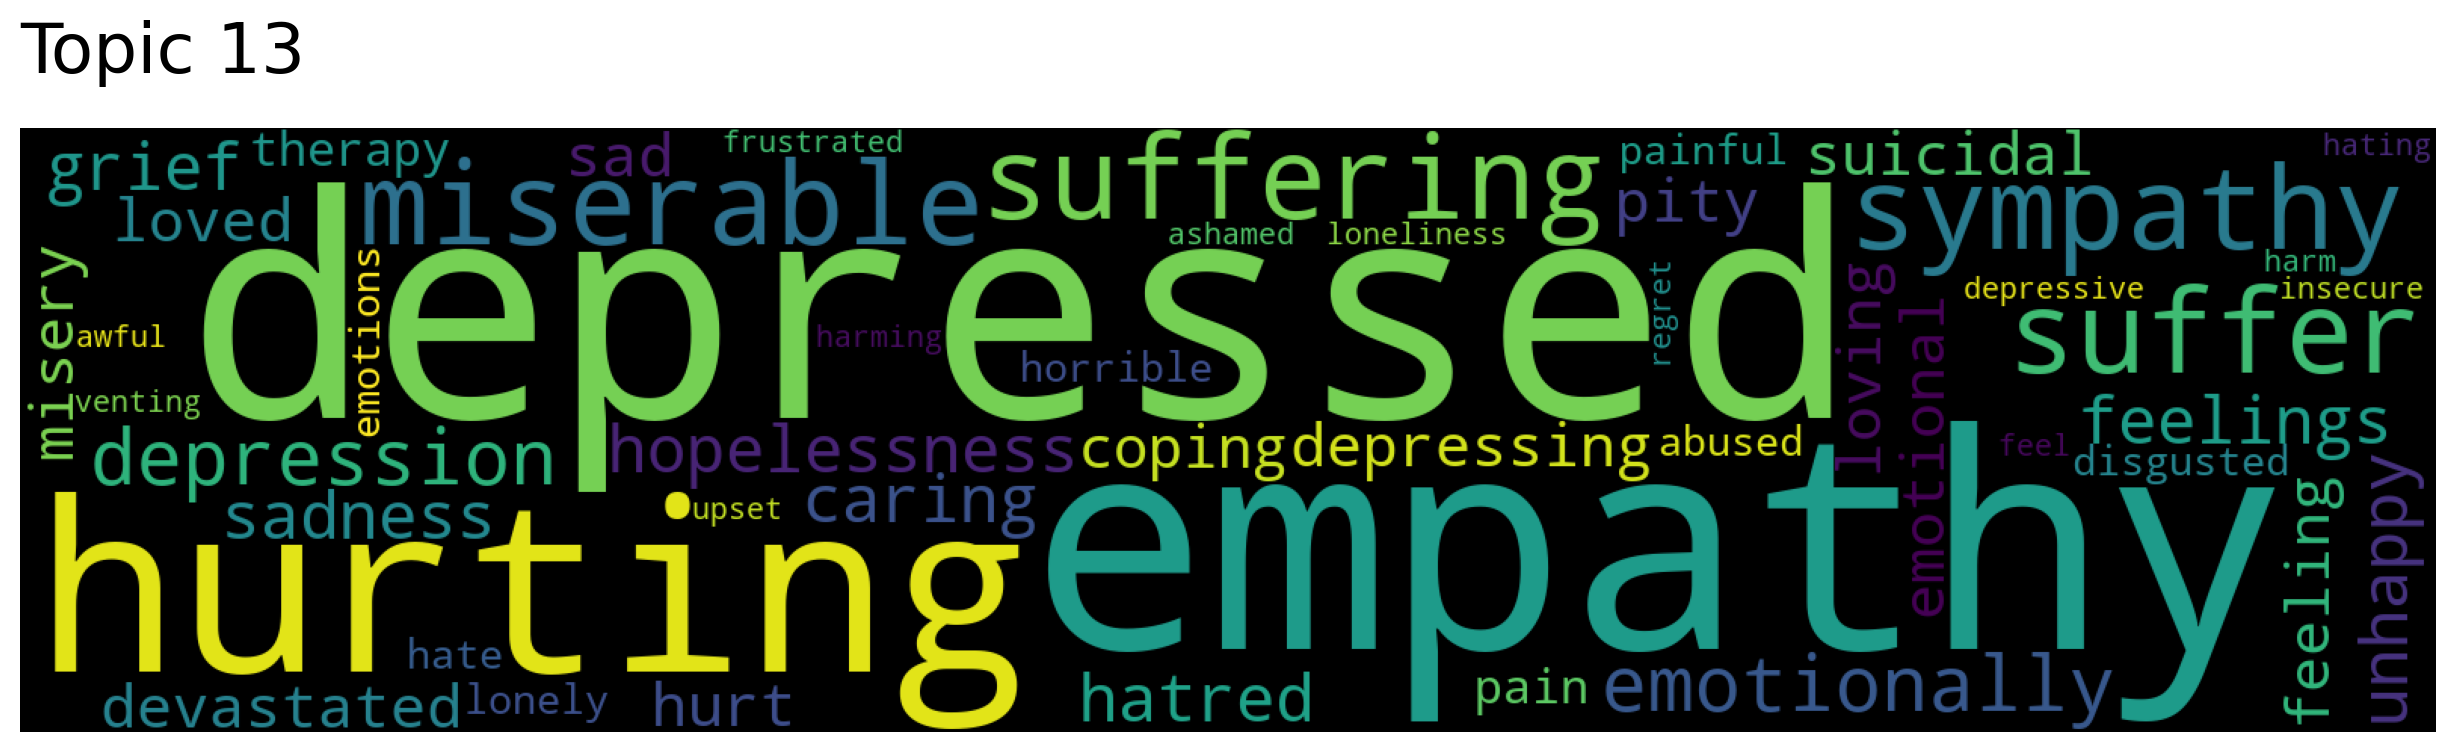 Topic 13
grief
therapy
sad
frustrated
suffering
painful
suicidal
hating
loved
miserable
pity
sympathy
ashamed
loneliness
misery
depressed
emotions
regret
loving
harm
depressive
insecure
awful
harming
horrible
emotional
suffer
venting
depression
hopelessness
coping
depressing
abused
feelings
feel
disgusted
sadness
upset
caring
hurting
empathy
feeling
unhappy
hate
devastated
lonely
hurt
hatred
pain
emotionally